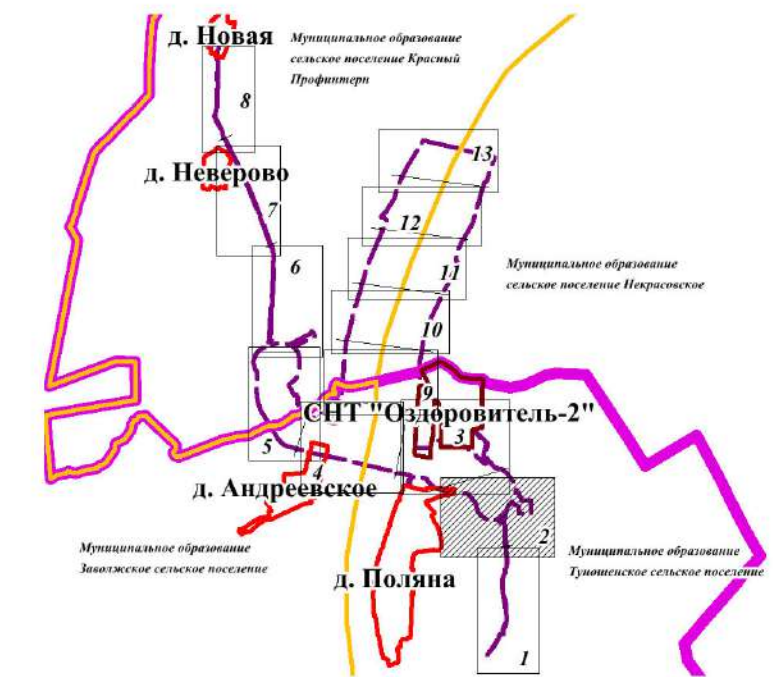 д. Новая
Муниципальное образование
сельское поселение Красный
Профинтерн
8
13
д. Неверово
7
12
6
11
Муниципальное образование
сельское поселение Некрасовское
10
9
СНТ "Оздоровитель-2"
3
5
4
д. Андреевское
2
Муниципальное образование
Заволжское сельское поселение
Муниципальное образование
Туношенское сельское поселение
д. Поляна
1